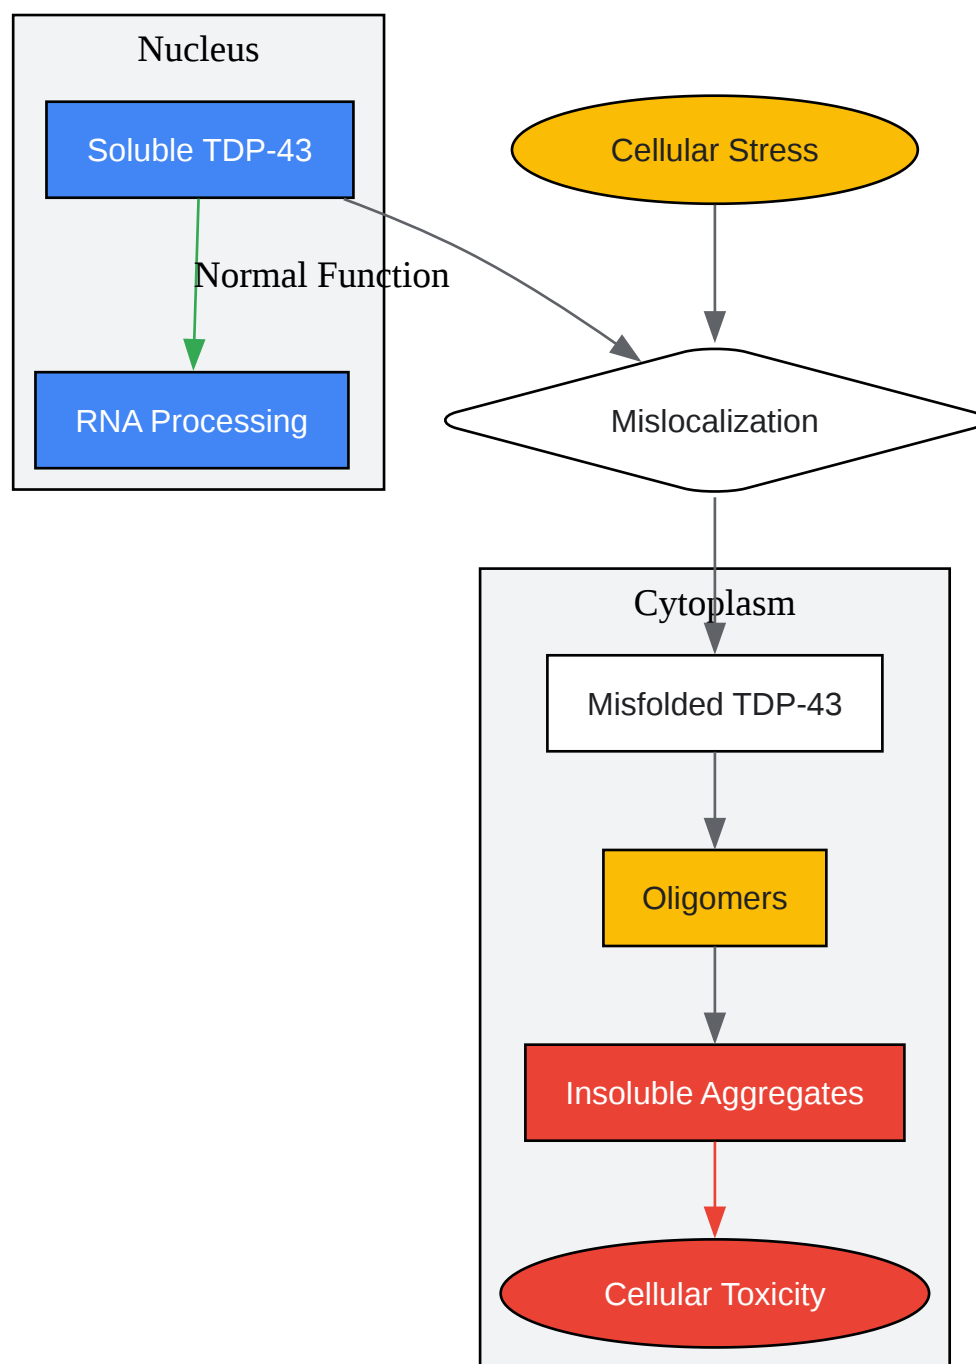 Nucleus
Soluble TDP-43
Cellular Stress
Normal Function
RNA Processing
Mislocalization
Cytoplasm
Misfolded TDP-43
Oligomers
Insoluble Aggregates
Cellular Toxicity